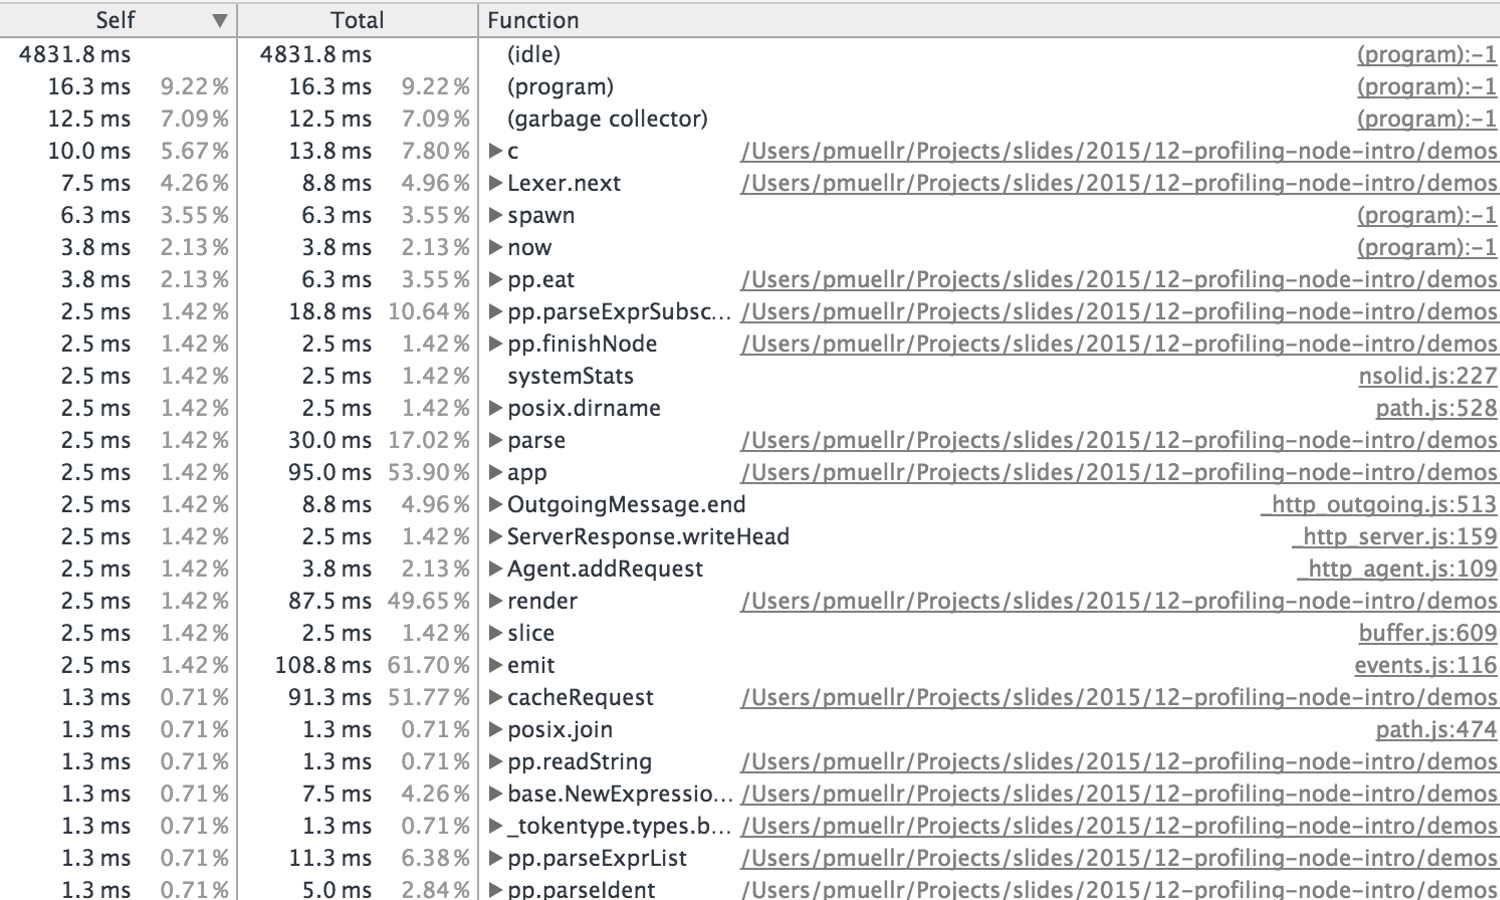 Self ▼ Total Function
4831.8 ms 4831.8 ms (idle) (program):-1
16.3 ms 9.22 % 16.3 ms 9.22 % (program) (program):-1
12.5 ms 7.09 % 12.5 ms 7.09 % (garbage collector) (program):-1
10.0 ms 5.67 % 13.8 ms 7.80 % ▶ c /Users/pmuellr/Projects/slides/2015/12-profiling-node-intro/demos
7.5 ms 4.26 % 8.8 ms 4.96 % ▶ Lexer.next /Users/pmuellr/Projects/slides/2015/12-profiling-node-intro/demos
6.3 ms 3.55 % 6.3 ms 3.55 % ▶ spawn (program):-1
3.8 ms 2.13 % 3.8 ms 2.13 % ▶ now (program):-1
3.8 ms 2.13 % 6.3 ms 3.55 % ▶ pp.eat /Users/pmuellr/Projects/slides/2015/12-profiling-node-intro/demos
2.5 ms 1.42 % 18.8 ms 10.64 % ▶ pp.parseExprSubsc... /Users/pmuellr/Projects/slides/2015/12-profiling-node-intro/demos
2.5 ms 1.42 % 2.5 ms 1.42 % ▶ pp.finishNode /Users/pmuellr/Projects/slides/2015/12-profiling-node-intro/demos
2.5 ms 1.42 % 2.5 ms 1.42 % systemStats nsolid.js:227
2.5 ms 1.42 % 2.5 ms 1.42 % ▶ posix.dirname path.js:528
2.5 ms 1.42 % 30.0 ms 17.02 % ▶ parse /Users/pmuellr/Projects/slides/2015/12-profiling-node-intro/demos
2.5 ms 1.42 % 95.0 ms 53.90 % ▶ app /Users/pmuellr/Projects/slides/2015/12-profiling-node-intro/demos
2.5 ms 1.42 % 8.8 ms 4.96 % ▶ OutgoingMessage.end _http_outgoing.js:513
2.5 ms 1.42 % 2.5 ms 1.42 % ▶ ServerResponse.writeHead _http_server.js:159
2.5 ms 1.42 % 3.8 ms 2.13 % ▶ Agent.addRequest _http_agent.js:109
2.5 ms 1.42 % 87.5 ms 49.65 % ▶ render /Users/pmuellr/Projects/slides/2015/12-profiling-node-intro/demos
2.5 ms 1.42 % 2.5 ms 1.42 % ▶ slice buffer.js:609
2.5 ms 1.42 % 108.8 ms 61.70 % ▶ emit events.js:116
1.3 ms 0.71 % 91.3 ms 51.77 % ▶ cacheRequest /Users/pmuellr/Projects/slides/2015/12-profiling-node-intro/demos
1.3 ms 0.71 % 1.3 ms 0.71 % ▶ posix.join path.js:474
1.3 ms 0.71 % 1.3 ms 0.71 % ▶ pp.readString /Users/pmuellr/Projects/slides/2015/12-profiling-node-intro/demos
1.3 ms 0.71 % 7.5 ms 4.26 % ▶ base.NewExpressio... /Users/pmuellr/Projects/slides/2015/12-profiling-node-intro/demos
1.3 ms 0.71 % 1.3 ms 0.71 % ▶ _tokentype.types.b... /Users/pmuellr/Projects/slides/2015/12-profiling-node-intro/demos
1.3 ms 0.71 % 11.3 ms 6.38 % ▶ pp.parseExprList /Users/pmuellr/Projects/slides/2015/12-profiling-node-intro/demos
1.3 ms 0.71 % 5.0 ms 2.84 % ▶ pp.parseIdent /Users/pmuellr/Projects/slides/2015/12-profiling-node-intro/demos